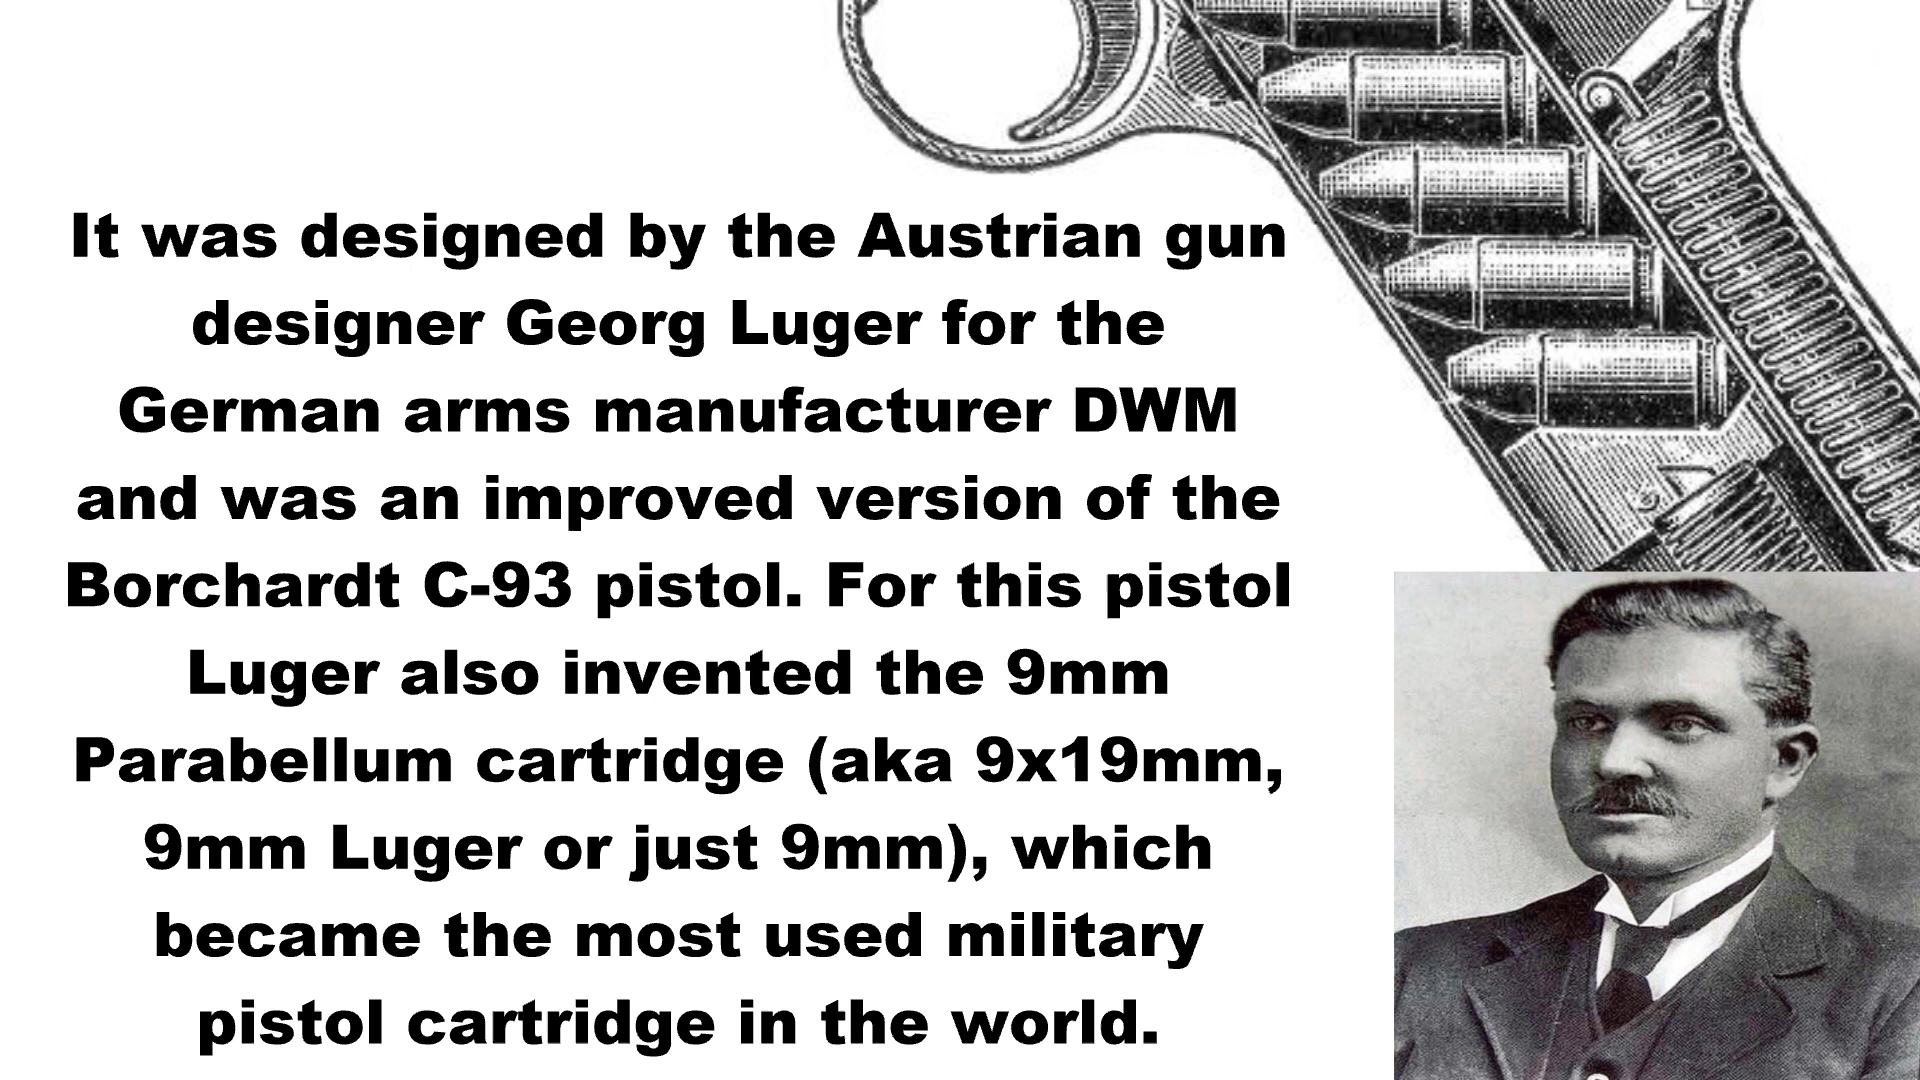 It was designed by the Austrian gun
designer Georg Luger for the
German arms manufacturer DWM
and was an improved version of the
Borchardt C-93 pistol. For this pistol
Luger also invented the 9mm
Parabellum cartridge (aka 9x19mm,
9mm Luger or just 9mm), which
became the most used military
pistol cartridge in the world.